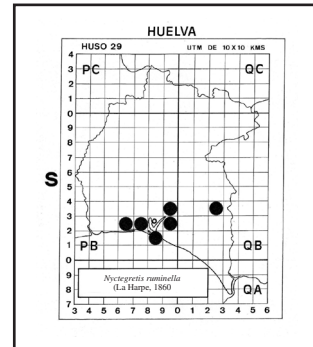 HUELVA
HUSO 29 UTM DE 10 X 10 KMS
4
3 PC QC
2
1
0
9
8
7
6
S
5
4
3
2
1 PB QB
0
9
8 QA
7
Nyctegretis ruminella
(La Harpe, 1860
3 4 5 6 7 8 9 0 1 2 3 4 5 6